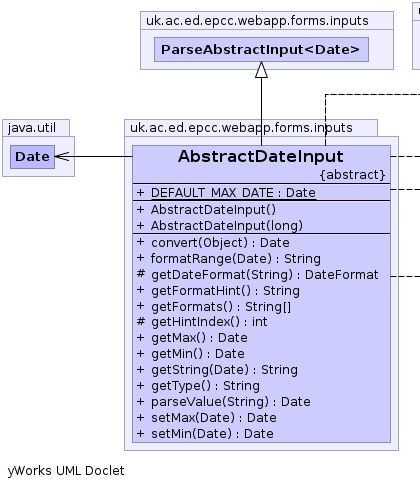 uk.ac.ed.epcc.webapp.forms.inputs
ParseAbstractInput<Date>
java.util
Date
uk.ac.ed.epcc.webapp.forms.inputs
AbstractDateInput
{abstract}
+ DEFAULT_MAX_DATE : Date
+ AbstractDateInput()
+ AbstractDateInput(long)
+ convert(Object) : Date
+ formatRange(Date) : String
# getDateFormat(String) : DateFormat
+ getFormatHint() : String
+ getFormats() : String[]
# getHintIndex() : int
+ getMax() : Date
+ getMin() : Date
+ getString(Date) : String
+ getType() : String
+ parseValue(String) : Date
+ setMax(Date) : Date
+ setMin(Date) : Date
yWorks UML Doclet